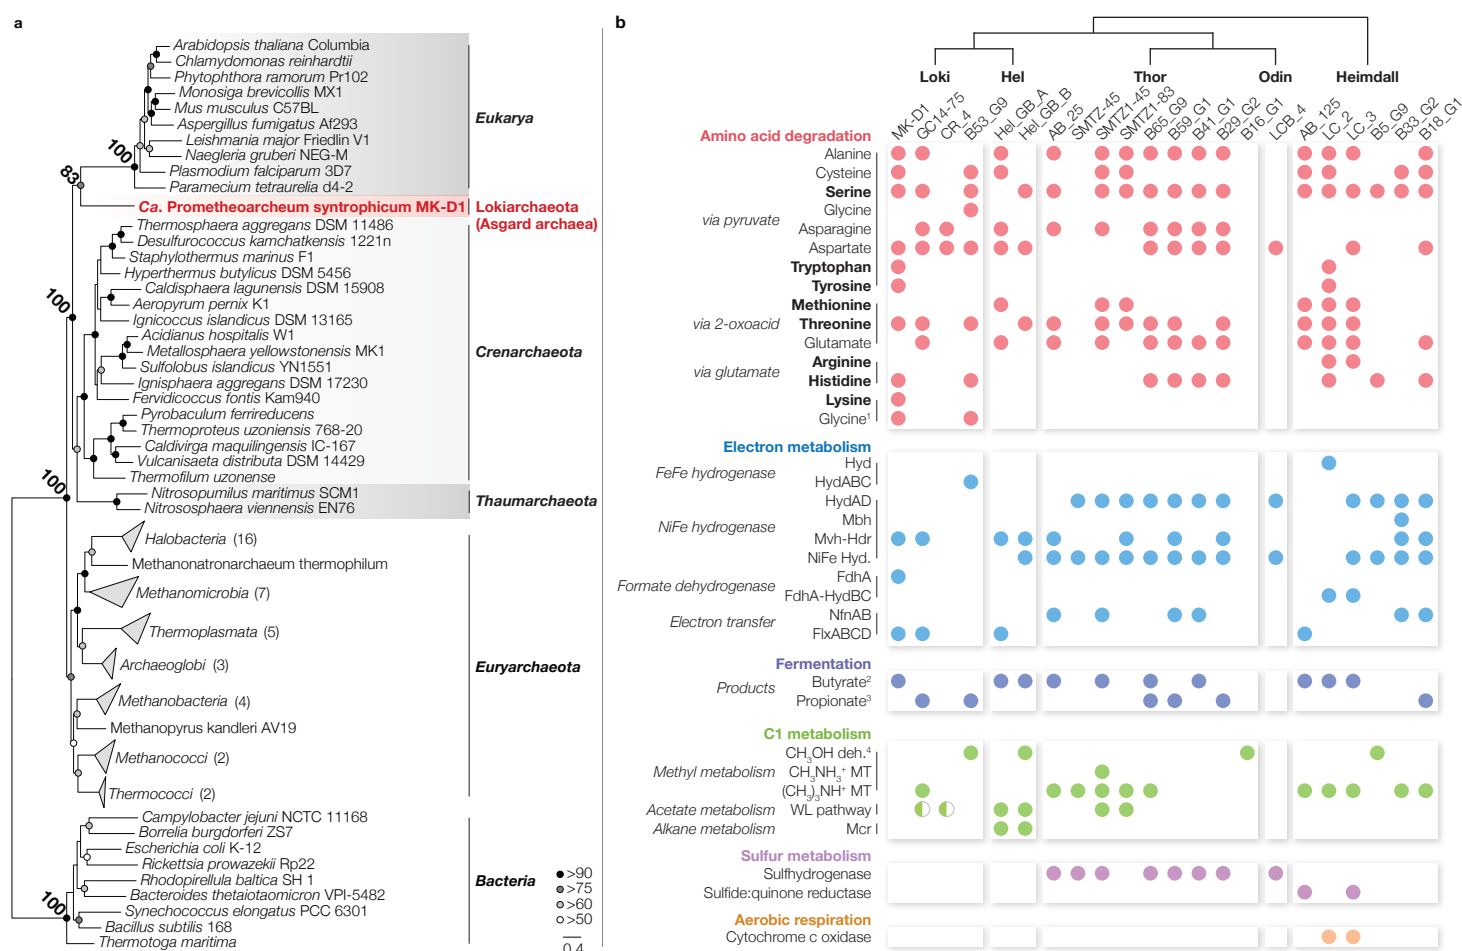 a
Arabidopsis thaliana Columbia
Chlamydomonas reinhardtii
Phytophthora ramorum Pr102
Monosiga brevicollis MX1
Mus musculus C57BL
Aspergillus fumigatus Af293
Leishmania major Friedlin V1
Naegleria gruberi NEG-M
Plasmodium falciparum 3D7
Paramecium tetraurelia d4-2
Eukarya
100
83
Ca. Prometheoarcheum syntrophicum MK-D1
Lokiarchaeota
(Asgard archaea)
Thermosphaera aggregans DSM 11486
Desulfurococcus kamchatkensis 1221n
Staphylothermus marinus F1
Hyperthermus butylicus DSM 5456
Caldisphaera lagunensis DSM 15908
Aeropyrum pernix K1
Ignicoccus islandicus DSM 13165
Acidianus hospitalis W1
Metallosphaera yellowstonensis MK1
Sulfolobus islandicus YN1551
Ignisphaera aggregans DSM 17230
Fervidicoccus fontis Kam940
Pyrobaculum ferrireducens
Thermoproteus uzoniensis 768-20
Caldivirga maquilingensis IC-167
Vulcanisaeta distributa DSM 14429
Thermofilum uzonense
Crenarchaeota
100
100
Nitrosopumilus maritimus SCM1
Nitrososphaera viennensis EN76
Thaumarchaeota
Halobacteria (16)
Methanonatronarchaeum thermophilum
Methanomicrobia (7)
Thermoplasmata (5)
Archaeoglobi (3)
Methanobacteria (4)
Methanopyrus kandleri AV19
Methanococci (2)
Thermococci (2)
Euryarchaeota
Campylobacter jejuni NCTC 11168
Borrelia burgdorferi ZS7
Escherichia coli K-12
Rickettsia prowazekii Rp22
Rhodopirellula baltica SH 1
Bacteroides thetaiotaomicron VPI-5482
Synechococcus elongatus PCC 6301
Bacillus subtilis 168
Thermotoga maritima
Bacteria
100
>90
>75
>60
>50
0.4
b
Loki Hel Thor Odin Heimdall
MK-D1 GC14-75 CR_4 B53_G9 Hel_GB_A Hel_GB_B AB_25 SMTZ-45 SMTZ1-45 SMTZ1-83 B65_G9 B59_G1 B41_G1 B29_G2 B16_G1 LCB_4 AB_125 LC_2 LC_3 B5_G9 B33_G2 B18_G1
Amino acid degradation
Alanine
Cysteine
Serine
Glycine
via pyruvate
Asparagine
Aspartate
Tryptophan
Tyrosine
Methionine
via 2-oxoacid Threonine
Glutamate
Arginine
via glutamate
Histidine
Lysine
Glycine¹
Electron metabolism
Hyd
FeFe hydrogenase
HydABC
HydAD
Mbh
NiFe hydrogenase
Mvh-Hdr
NiFe Hyd.
FdhA
Formate dehydrogenase
FdhA-HydBC
NfnAB
Electron transfer
FlxABCD
Fermentation
Butyrate²
Products
Propionate³
C1 metabolism
CH₃OH deh.⁴
Methyl metabolism CH₃NH₃⁺ MT
(CH₃)₃NH⁺ MT
Acetate metabolism WL pathway
Alkane metabolism Mcr
Sulfur metabolism
Sulfhydrogenase
Sulfide:quinone reductase
Aerobic respiration
Cytochrome c oxidase